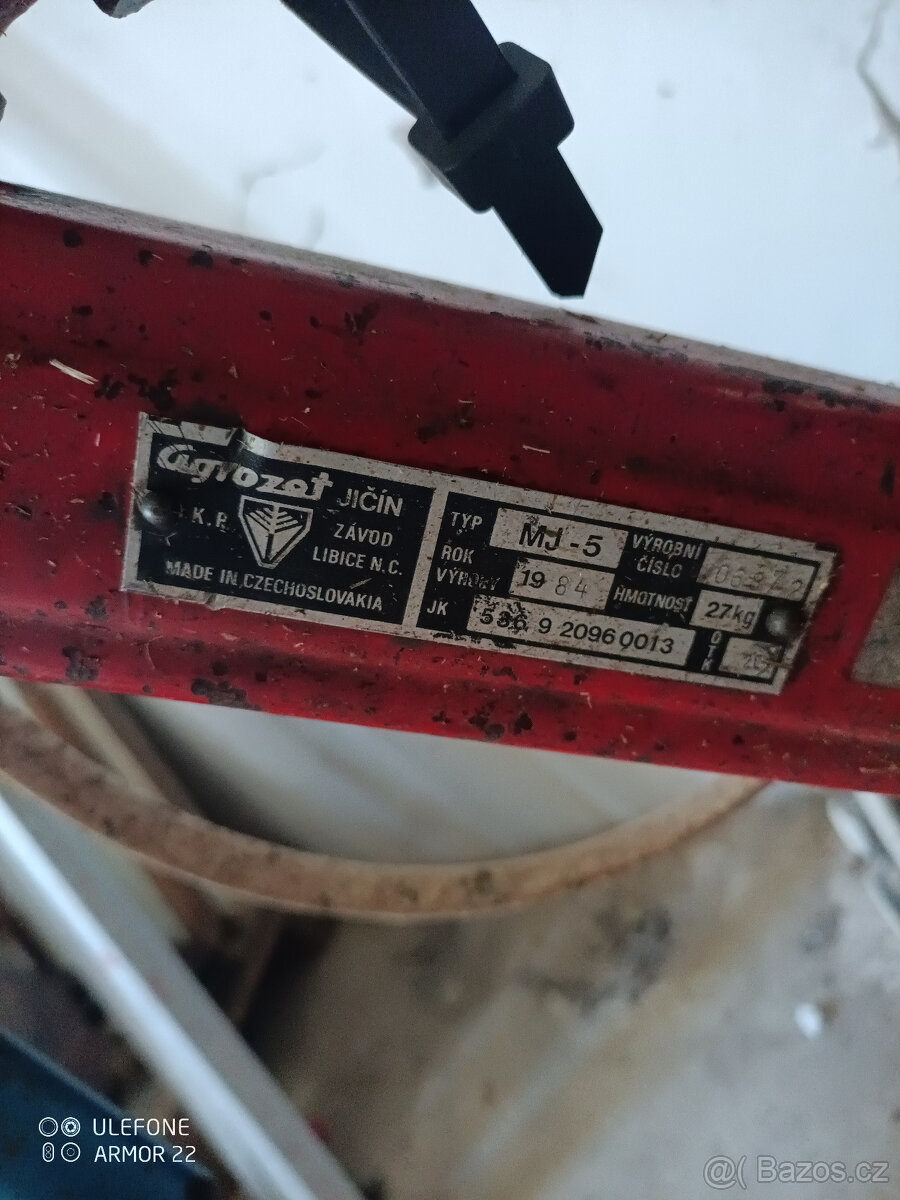 agrozet JIČÍN
K.P.
ZÁVOD
LIBICE N.C.
MADE IN CZECHOSLOVAKIA
TYP MJ-5
VÝROBNÍ ČÍSLO
ROK VÝROBY 1984
HMOTNOST 27kg
JK 536 9 2096 0013
OTK
ULEFONE
ARMOR 22
@( Bazos.cz